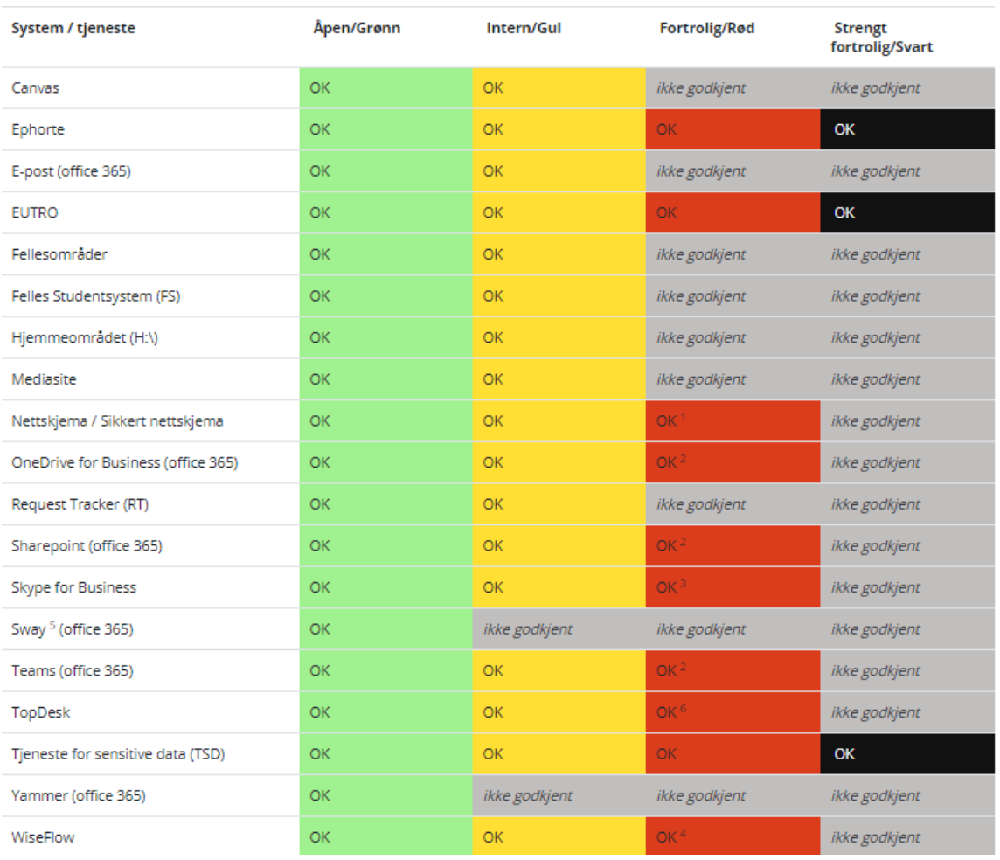 System / tjeneste Åpen/Grønn Intern/Gul Fortrolig/Rød Strengt
fortrolig/Svart
Canvas OK OK ikke godkjent ikke godkjent
Ephorte OK OK OK OK
E-post (office 365) OK OK ikke godkjent ikke godkjent
EUTRO OK OK OK OK
Fellesområder OK OK ikke godkjent ikke godkjent
Felles Studentsystem (FS) OK OK ikke godkjent ikke godkjent
Hjemmeområdet (H:\) OK OK ikke godkjent ikke godkjent
Mediasite OK OK ikke godkjent ikke godkjent
Nettskjema / Sikkert nettskjema OK OK OK ¹ ikke godkjent
OneDrive for Business (office 365) OK OK OK ² ikke godkjent
Request Tracker (RT) OK OK ikke godkjent ikke godkjent
Sharepoint (office 365) OK OK OK ² ikke godkjent
Skype for Business OK OK OK ³ ikke godkjent
Sway ⁵ (office 365) OK ikke godkjent ikke godkjent ikke godkjent
Teams (office 365) OK OK OK ² ikke godkjent
TopDesk OK OK OK ⁶ ikke godkjent
Tjeneste for sensitive data (TSD) OK OK OK OK
Yammer (office 365) OK ikke godkjent ikke godkjent ikke godkjent
WiseFlow OK OK OK ⁴ ikke godkjent